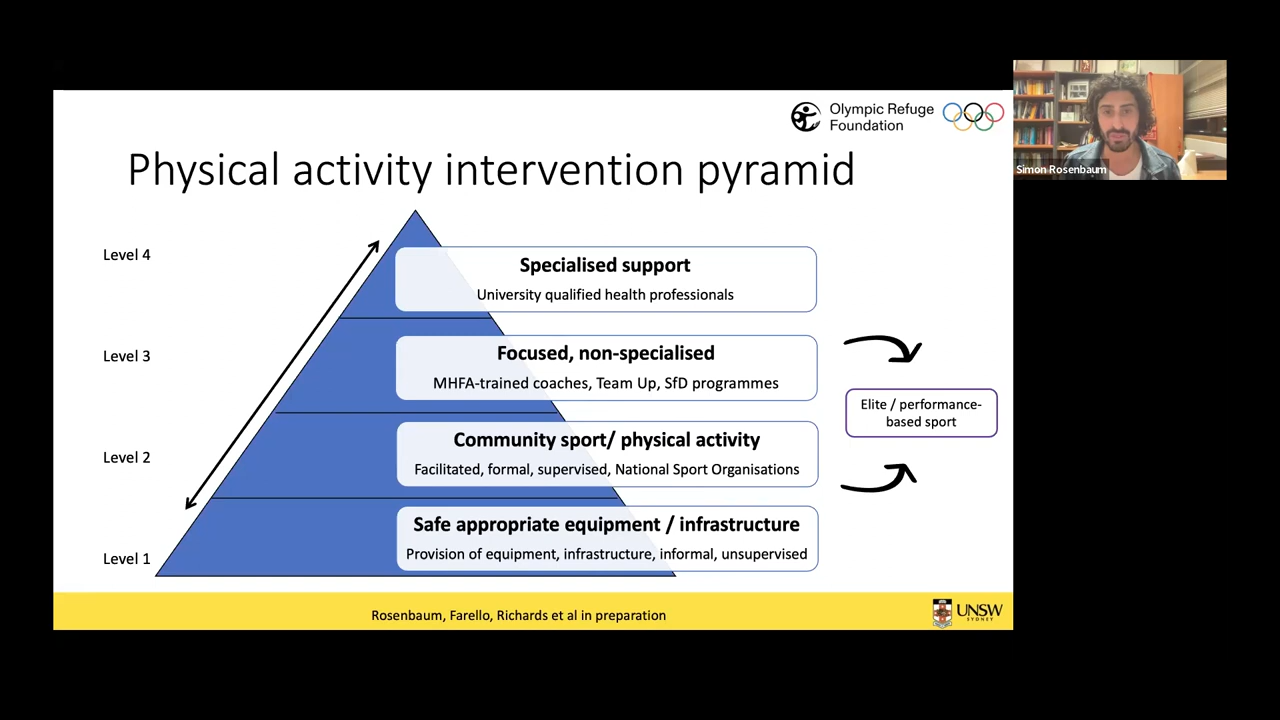 Olympic Refuge
Foundation
Simon Rosenbaum
Physical activity intervention pyramid
Level 4
Specialised support
University qualified health professionals
Level 3
Focused, non-specialised
MHFA-trained coaches, Team Up, SfD programmes
Elite / performance-
based sport
Level 2
Community sport/ physical activity
Facilitated, formal, supervised, National Sport Organisations
Level 1
Safe appropriate equipment / infrastructure
Provision of equipment, infrastructure, informal, unsupervised
Rosenbaum, Farello, Richards et al in preparation
UNSW
SYDNEY